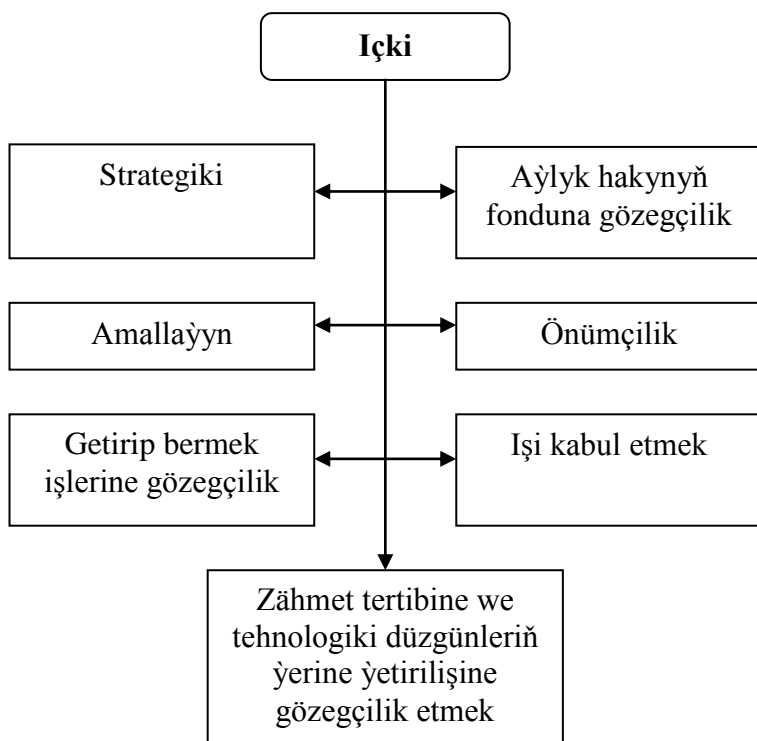 Içki
Strategiki
Aỳlyk hakynyň
fonduna gözegçilik
Amallaỳyn
Önümçilik
Getirip bermek
işlerine gözegçilik
Işi kabul etmek
Zähmet tertibine we
tehnologiki düzgünleriň
ỳerine ỳetirilişine
gözegçilik etmek